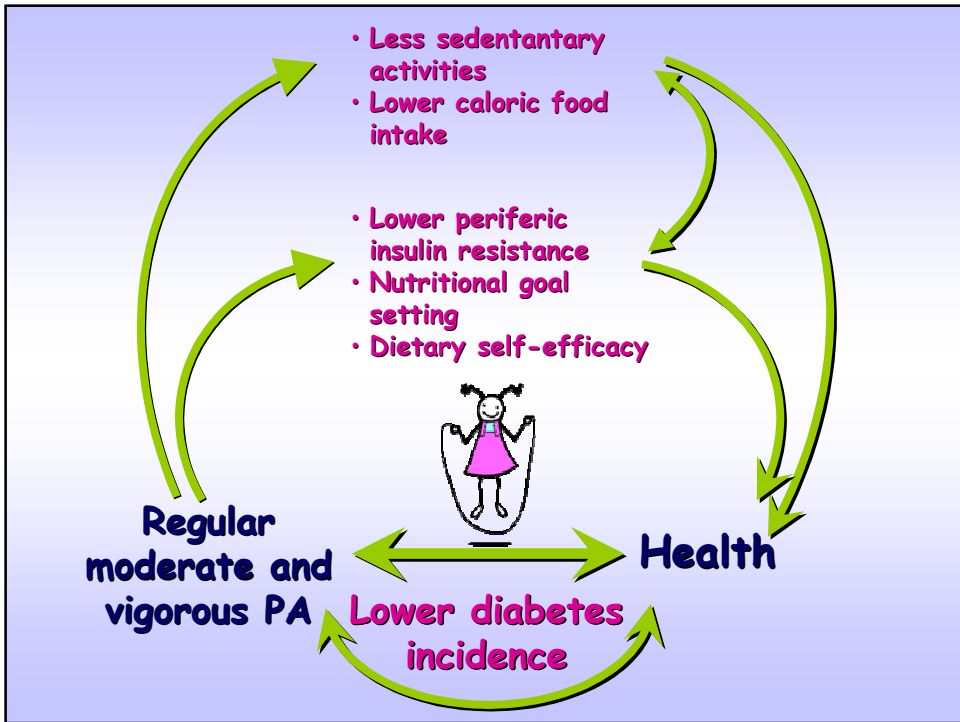 • Less sedentantary
activities
• Lower caloric food
intake
• Lower periferic
insulin resistance
• Nutritional goal
setting
• Dietary self-efficacy
Regular
moderate and
vigorous PA
Health
Lower diabetes
incidence